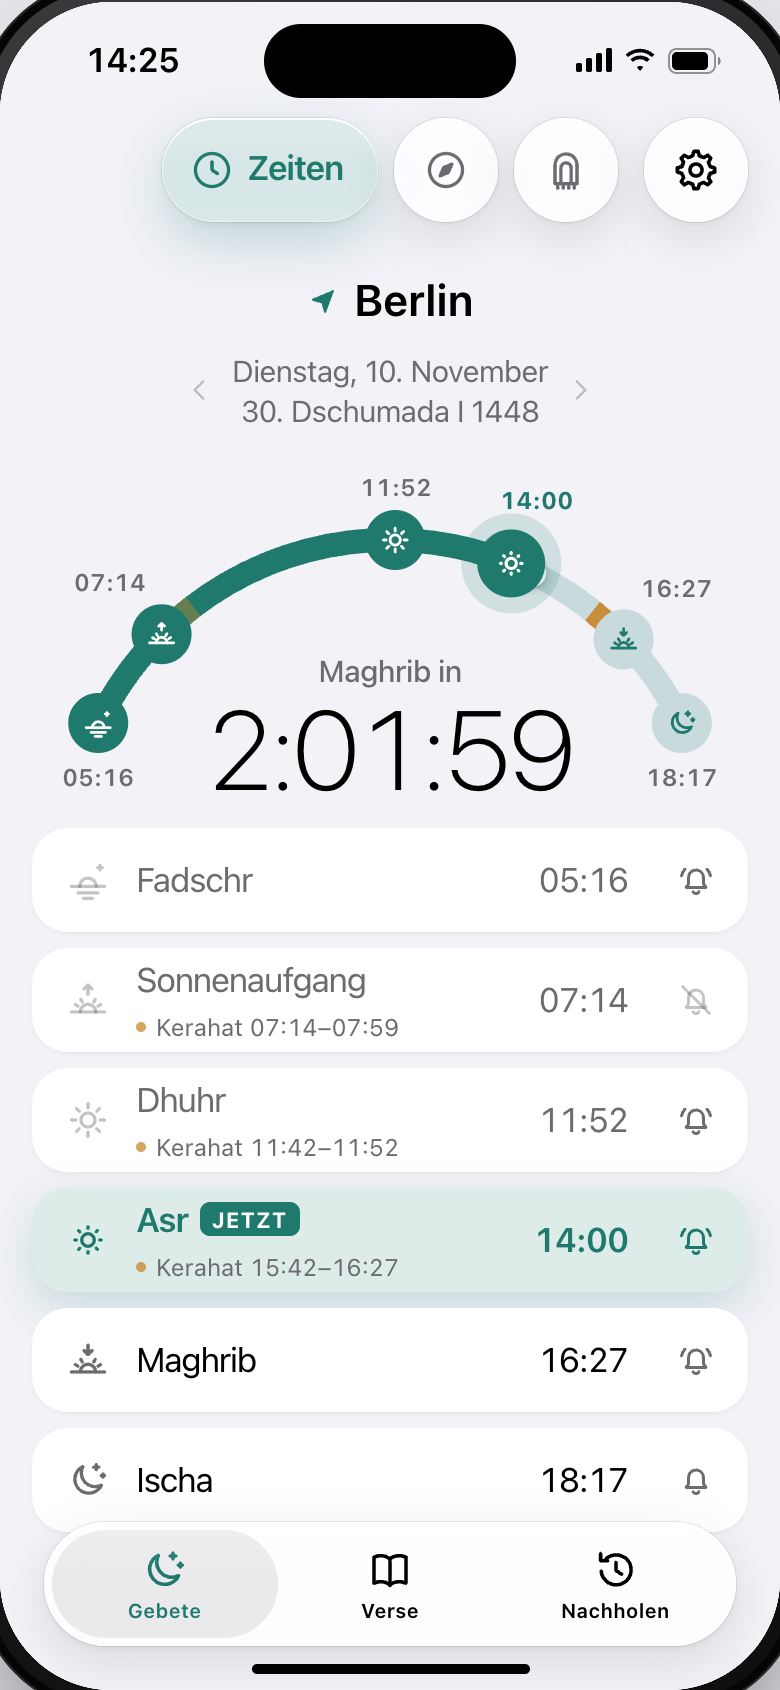 14:25
Zeiten
Berlin
Dienstag, 10. November
30. Dschumada I 1448
11:52
14:00
07:14
16:27
Maghrib in
2:01:59
05:16
18:17
Fadschr 05:16
Sonnenaufgang 07:14
Kerahat 07:14–07:59
Dhuhr 11:52
Kerahat 11:42–11:52
Asr JETZT 14:00
Kerahat 15:42–16:27
Maghrib 16:27
Ischa 18:17
Gebete Verse Nachholen